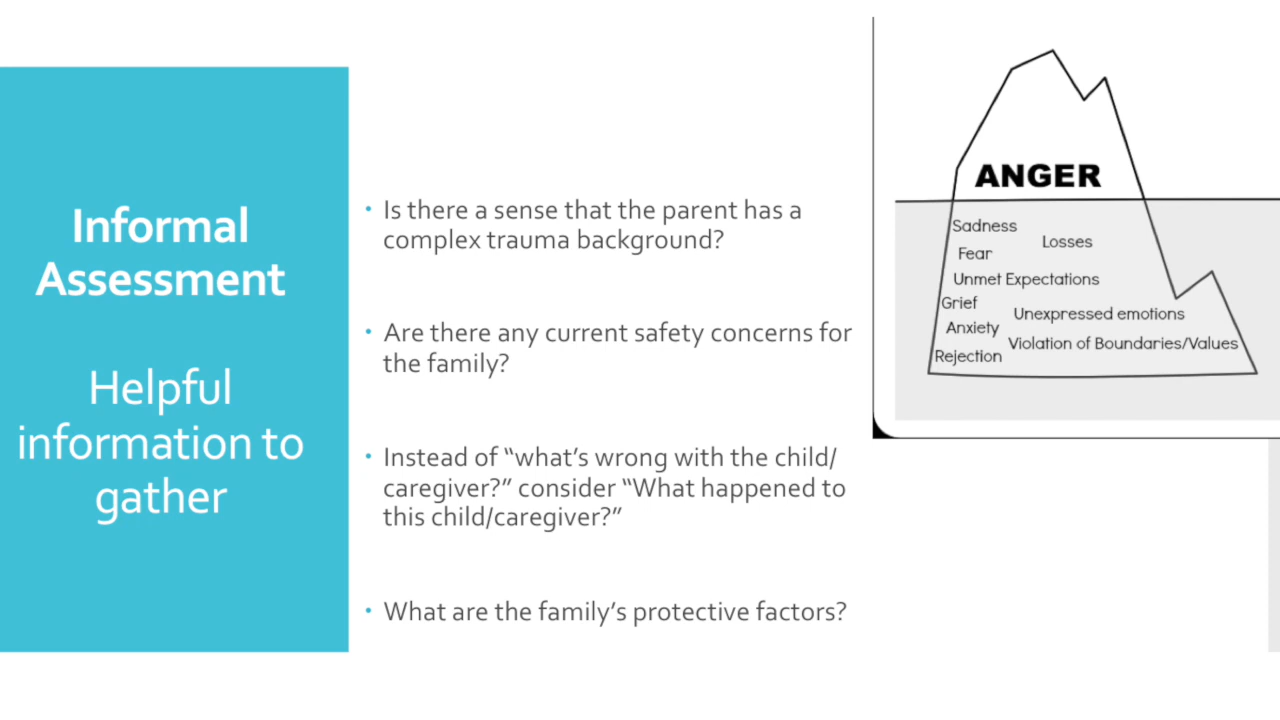 Informal
Assessment
Helpful
information to
gather
• Is there a sense that the parent has a
complex trauma background?
• Are there any current safety concerns for
the family?
• Instead of “what’s wrong with the child/
caregiver?” consider “What happened to
this child/caregiver?”
• What are the family’s protective factors?
ANGER
Sadness
Losses
Fear
Unmet Expectations
Grief
Unexpressed emotions
Anxiety
Violation of Boundaries/Values
Rejection